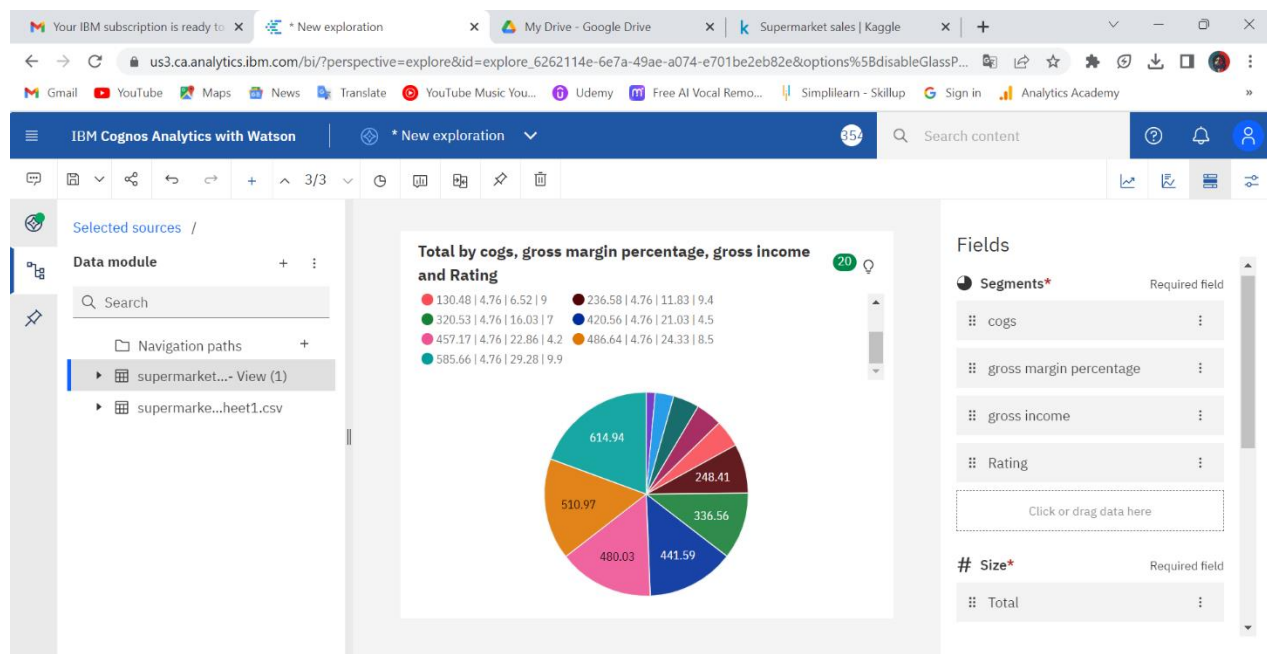 Your IBM subscription is ready to
* New exploration
My Drive - Google Drive
Supermarket sales | Kaggle
us3.ca.analytics.ibm.com/bi/?perspective=explore&id=explore_6262114e-6e7a-49ae-a074-e701be2eb82e&options%5BdisableGlassP...
Gmail YouTube Maps News Translate YouTube Music You... Udemy Free AI Vocal Remo... Simplilearn - Skillup Sign in Analytics Academy
IBM Cognos Analytics with Watson
* New exploration
354
Search content
3/3
Selected sources /
Data module
Search
Navigation paths
supermarket...- View (1)
supermarke...heet1.csv
Total by cogs, gross margin percentage, gross income
and Rating
20
130.48 | 4.76 | 6.52 | 9
236.58 | 4.76 | 11.83 | 9.4
320.53 | 4.76 | 16.03 | 7
420.56 | 4.76 | 21.03 | 4.5
457.17 | 4.76 | 22.86 | 4.2
486.64 | 4.76 | 24.33 | 8.5
585.66 | 4.76 | 29.28 | 9.9
614.94
248.41
510.97
336.56
480.03
441.59
Fields
Segments* Required field
cogs
gross margin percentage
gross income
Rating
Click or drag data here
# Size* Required field
Total